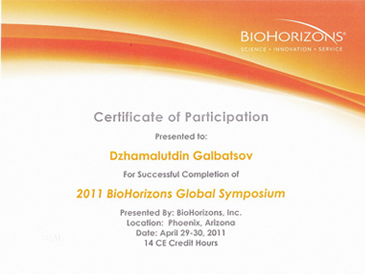 BIOHORIZONS®
SCIENCE • INNOVATION • SERVICE
Certificate of Participation
Presented to:
Dzhamalutdin Galbatsov
For Successful Completion of
2011 BioHorizons Global Symposium
Presented By: BioHorizons, Inc.
Location: Phoenix, Arizona
Date: April 29-30, 2011
14 CE Credit Hours